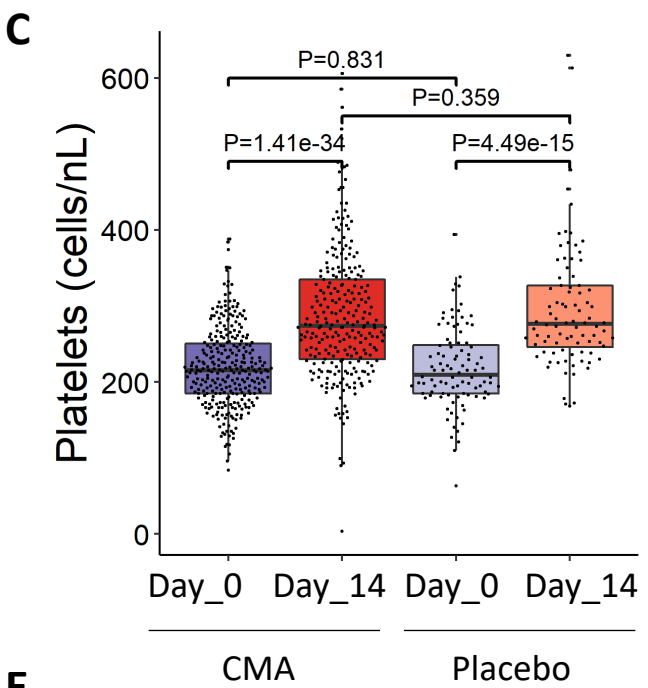 C
Platelets (cells/nL)
600
400
200
0
P=0.831
P=0.359
P=1.41e-34 P=4.49e-15
Day_0 Day_14 Day_0 Day_14
CMA Placebo